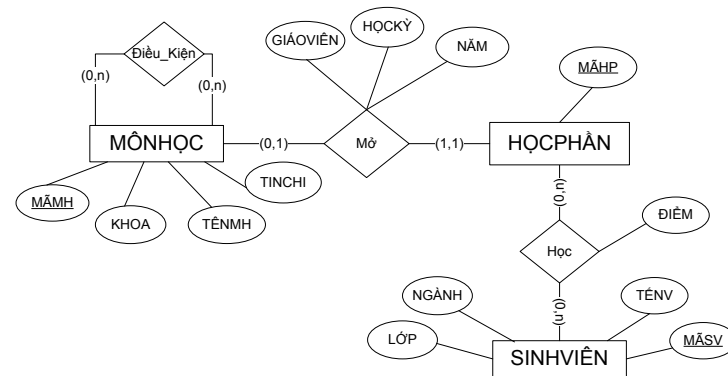 GIÁOVIÊN
HỌCKỲ
NĂM
Điều_Kiện
(0,n)
(0,n)
MÃHP
MÔNHỌC
(0,1)
Mở
(1,1)
HỌCPHẦN
MÃMH
KHOA
TÊNMH
TINCHI
(0,n)
ĐIỂM
Học
NGÀNH
(0,n)
TÊNV
LỚP
SINHVIÊN
MÃSV